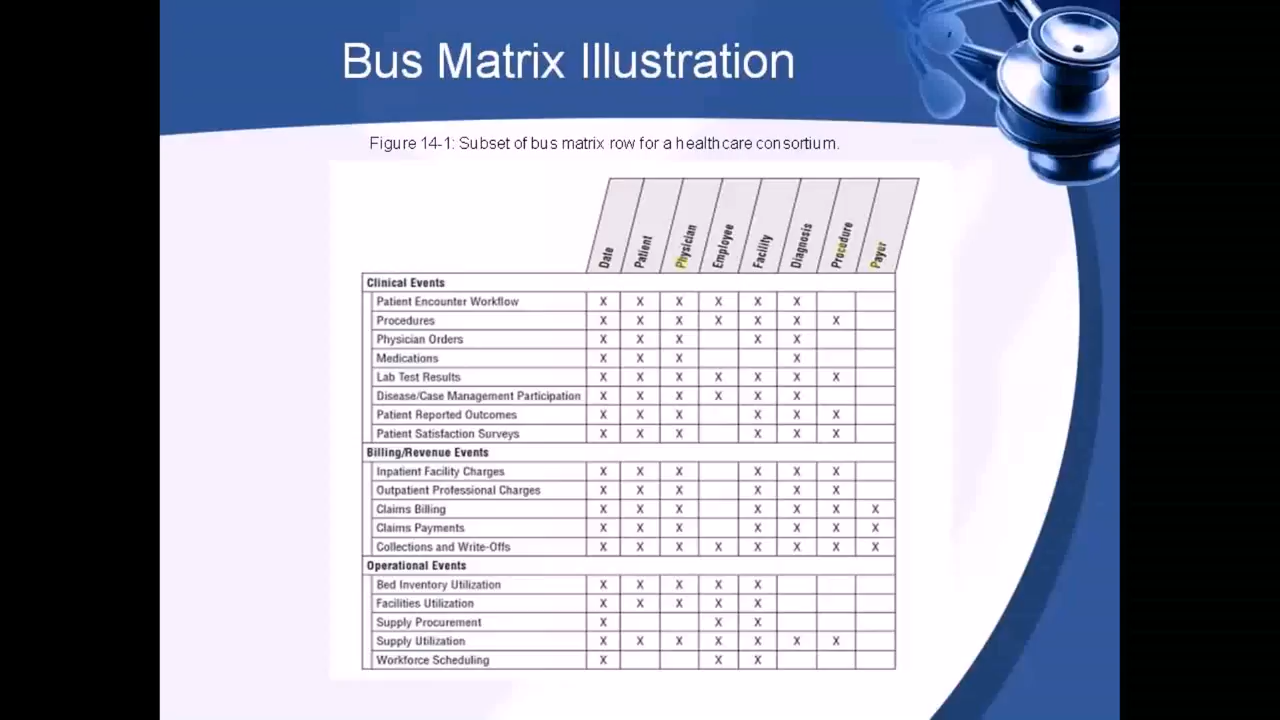 Bus Matrix Illustration
Figure 14-1: Subset of bus matrix row for a healthcare consortium.
Date Patient Physician Employee Facility Diagnosis Procedure Payer
Clinical Events
Patient Encounter Workflow X X X X X X
Procedures X X X X X X X
Physician Orders X X X X X
Medications X X X X
Lab Test Results X X X X X X X
Disease/Case Management Participation X X X X X X
Patient Reported Outcomes X X X X X X
Patient Satisfaction Surveys X X X X X X
Billing/Revenue Events
Inpatient Facility Charges X X X X X X
Outpatient Professional Charges X X X X X X
Claims Billing X X X X X X X
Claims Payments X X X X X X X
Collections and Write-Offs X X X X X X X X
Operational Events
Bed Inventory Utilization X X X X X
Facilities Utilization X X X X X
Supply Procurement X X X
Supply Utilization X X X X X X X
Workforce Scheduling X X X